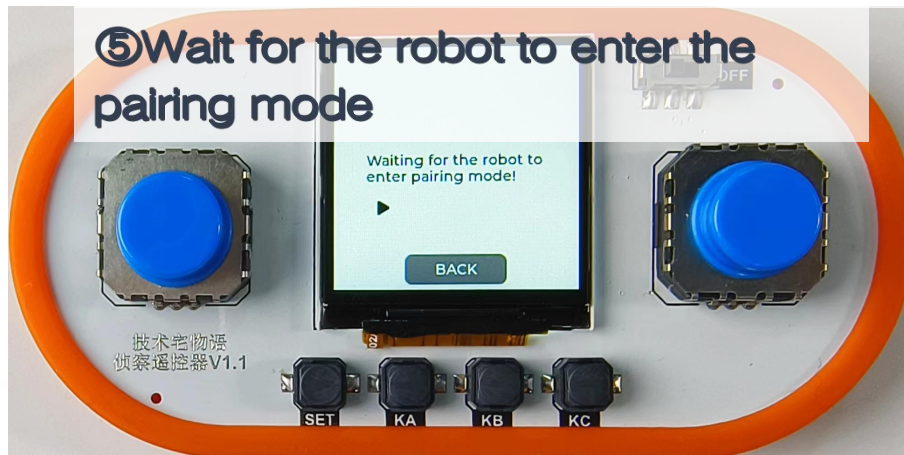 ⑤Wait for the robot to enter the
pairing mode
OFF
Waiting for the robot to
enter pairing mode!
BACK
技术宅物语
侦察遥控器V1.1
SET
KA
KB
KC